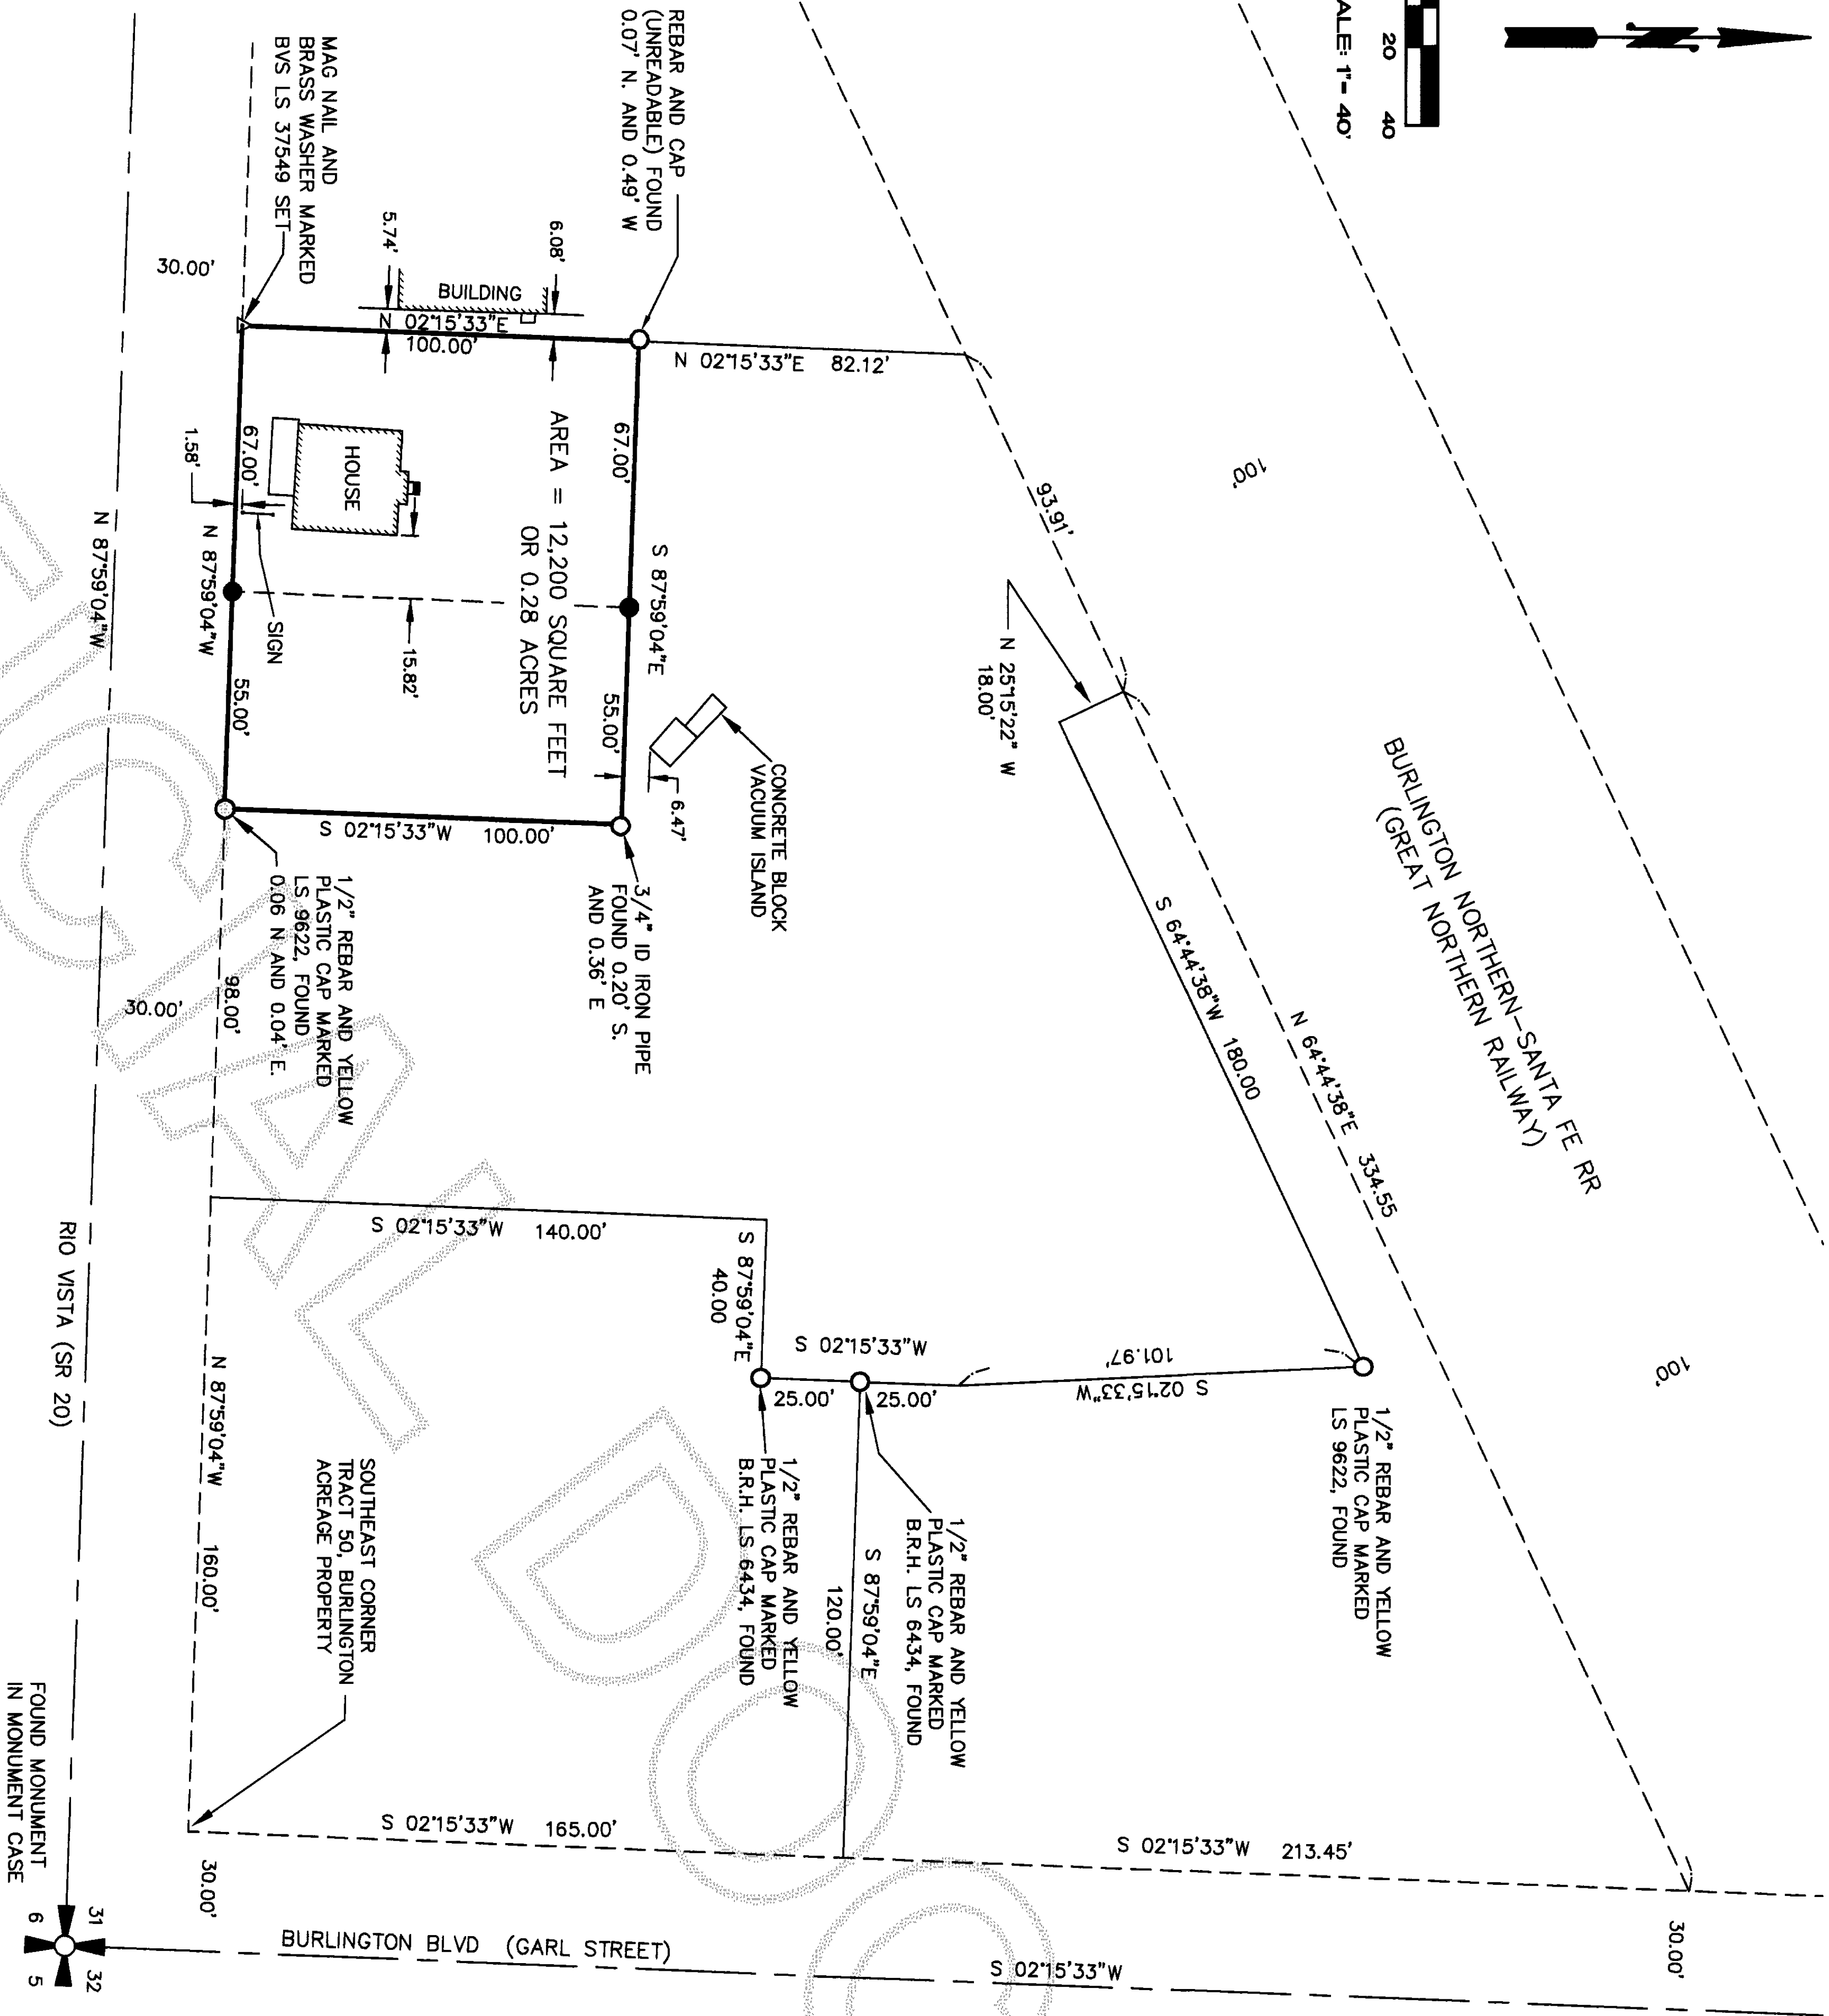 20
40
ALE: 1"= 40'
REBAR AND CAP
(UNREADABLE) FOUND
0.07' N. AND 0.49' W
MAG NAIL AND
BRASS WASHER MARKED
BVS LS 37549 SET
30.00'
5.74'
6.08'
BUILDING
N 02°15'33"E
100.00'
N 02°15'33"E 82.12'
93.91'
100'
67.00'
S 87°59'04"E
55.00'
AREA = 12,200 SQUARE FEET
OR 0.28 ACRES
HOUSE
67.00'
1.58'
SIGN
15.82'
N 87°59'04"W
55.00'
N 87°59'04"W
N 25°15'22" W
18.00'
CONCRETE BLOCK
VACUUM ISLAND
6.47'
S 02°15'33"W 100.00'
3/4" ID IRON PIPE
FOUND 0.20' S.
AND 0.36' E
1/2" REBAR AND YELLOW
PLASTIC CAP MARKED
LS 9622, FOUND
0.06 N AND 0.04' E.
98.00'
30.00'
BURLINGTON NORTHERN-SANTA FE RR
(GREAT NORTHERN RAILWAY)
S 64°44'38"W 180.00
N 64°44'38"E 334.55
100'
S 02°15'33"W 140.00'
S 87°59'04"E
40.00
S 02°15'33"W
25.00'
25.00'
101.97'
S 02°15'33"W
1/2" REBAR AND YELLOW
PLASTIC CAP MARKED
LS 9622, FOUND
1/2" REBAR AND YELLOW
PLASTIC CAP MARKED
B.R.H. LS 6434, FOUND
1/2" REBAR AND YELLOW
PLASTIC CAP MARKED
B.R.H. LS 6434, FOUND
S 87°59'04"E
120.00'
RIO VISTA (SR 20)
N 87°59'04"W 160.00'
SOUTHEAST CORNER
TRACT 50, BURLINGTON
ACREAGE PROPERTY
S 02°15'33"W 165.00'
S 02°15'33"W 213.45'
30.00'
30.00'
BURLINGTON BLVD (GARL STREET)
S 02°15'33"W
FOUND MONUMENT
IN MONUMENT CASE
31
32
6
5